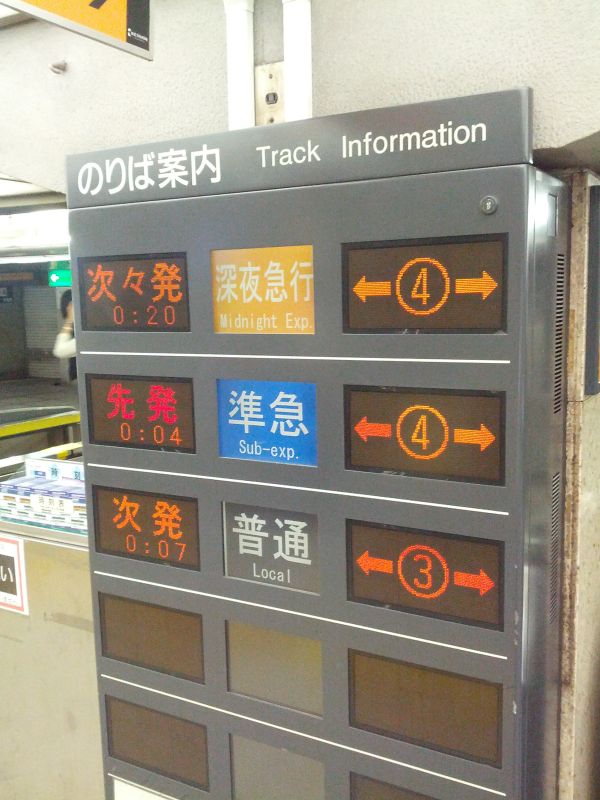 のりば案内 Track Information
次々発 深夜急行 ←④→
0:20 Midnight Exp.
先発 準急 ←④→
0:04 Sub-exp.
次発 普通 ←③→
0:07 Local